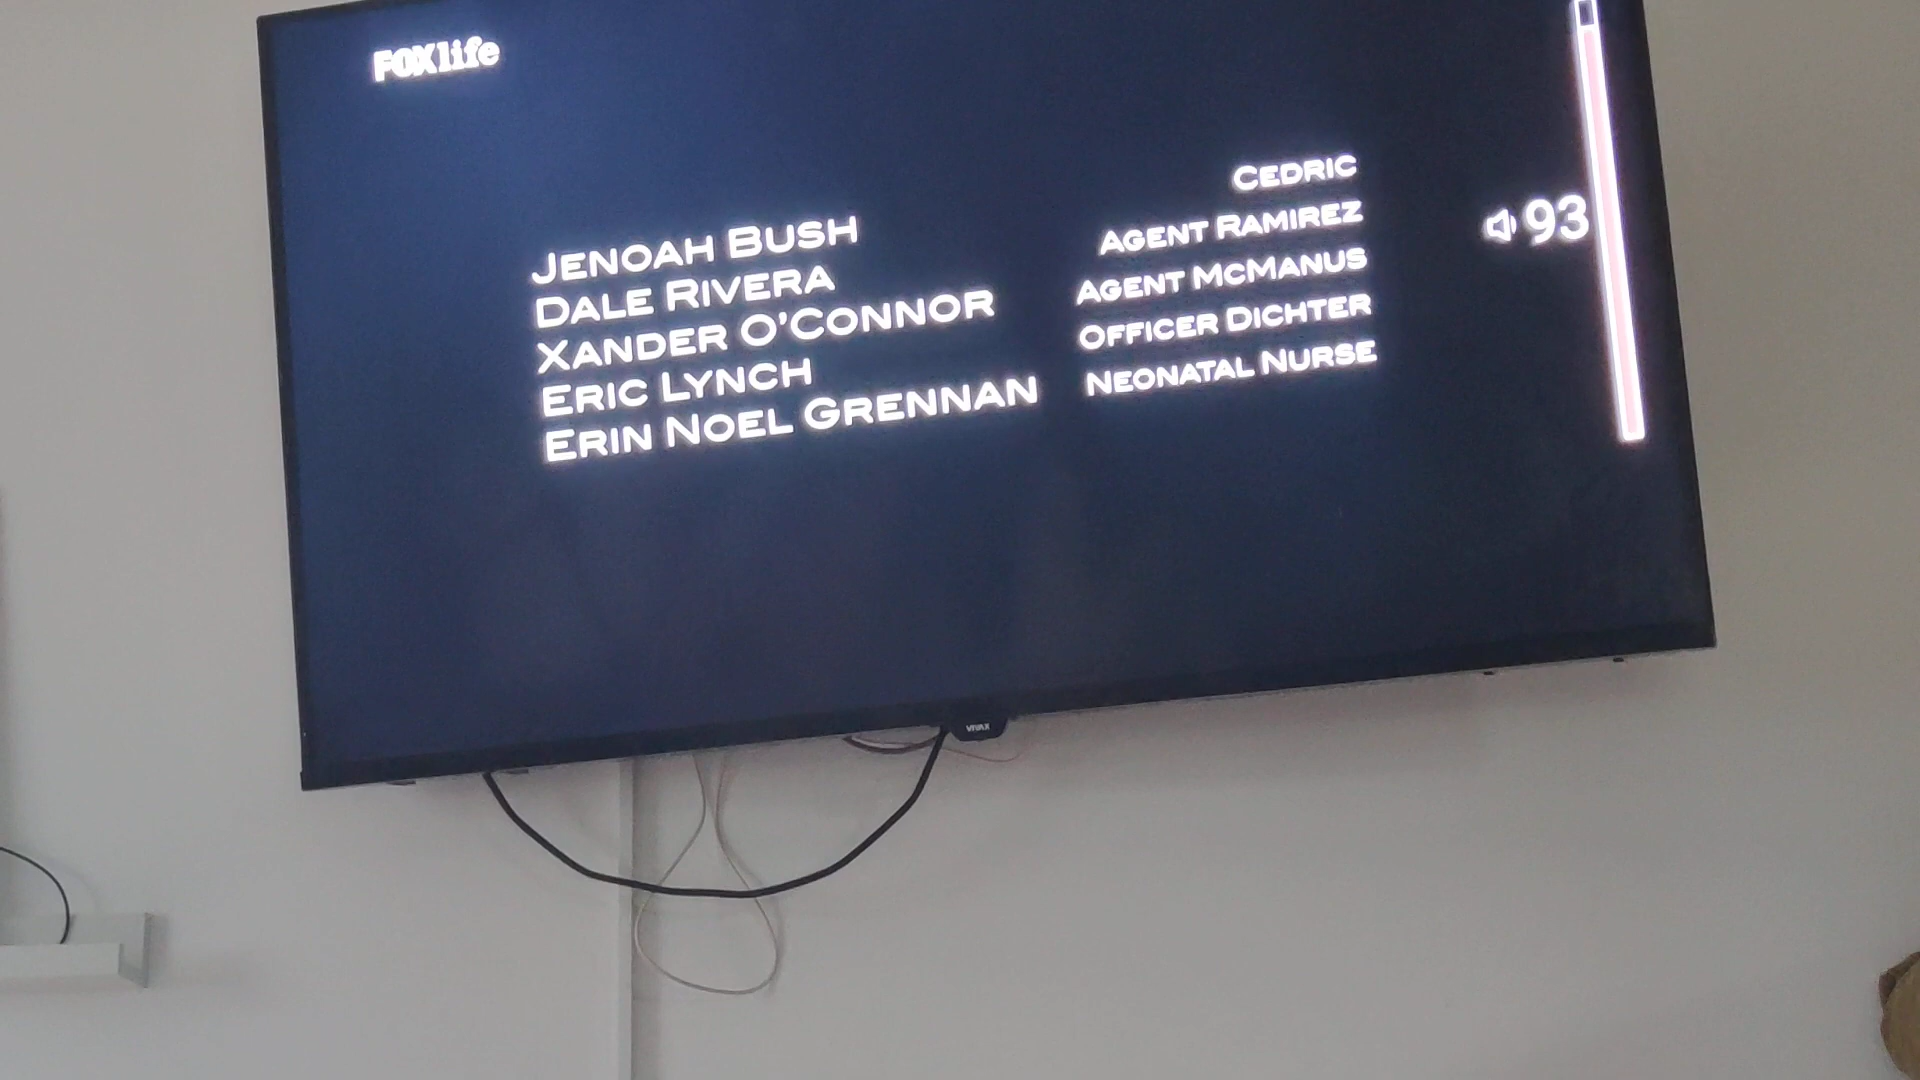 FOXlife
JENOAH BUSH CEDRIC
DALE RIVERA AGENT RAMIREZ
XANDER O'CONNOR AGENT MCMANUS
ERIC LYNCH OFFICER DICHTER
ERIN NOEL GRENNAN NEONATAL NURSE
93
VIVAX